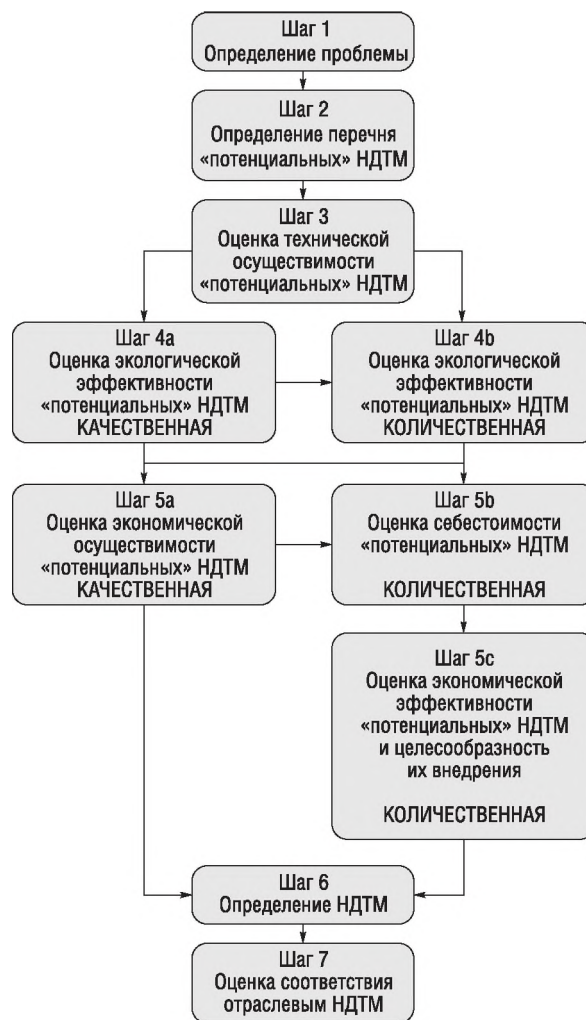 Шаг 1
Определение проблемы
Шаг 2
Определение перечня
«потенциальных» НДТМ
Шаг 3
Оценка технической
осуществимости
«потенциальных» НДТМ
Шаг 4a
Оценка экологической
эффективности
«потенциальных» НДТМ
КАЧЕСТВЕННАЯ
Шаг 4b
Оценка экологической
эффективности
«потенциальных» НДТМ
КОЛИЧЕСТВЕННАЯ
Шаг 5a
Оценка экономической
осуществимости
«потенциальных» НДТМ
КАЧЕСТВЕННАЯ
Шаг 5b
Оценка себестоимости
«потенциальных» НДТМ
КОЛИЧЕСТВЕННАЯ
Шаг 5c
Оценка экономической
эффективности
«потенциальных» НДТМ
и целесообразность
их внедрения
КОЛИЧЕСТВЕННАЯ
Шаг 6
Определение НДТМ
Шаг 7
Оценка соответствия
отраслевым НДТМ